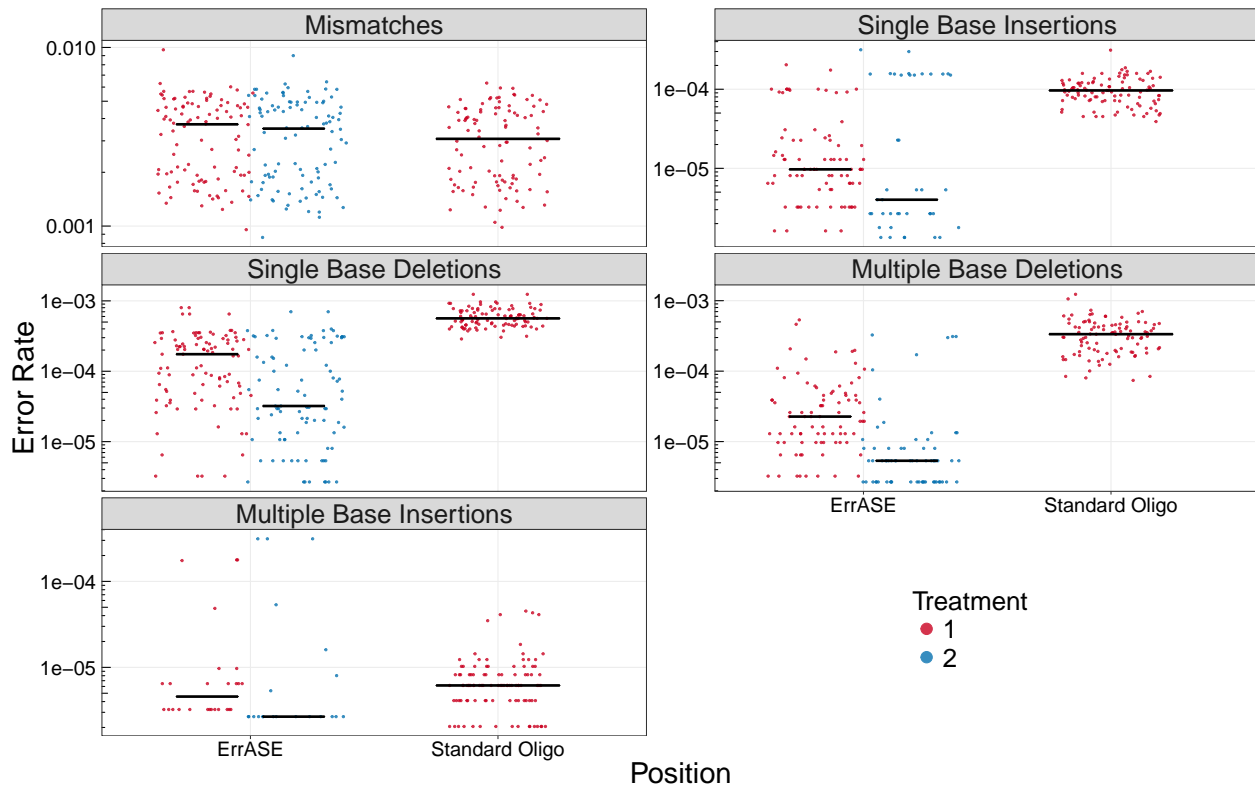 Mismatches
Single Base Insertions
0.010
0.001
1e−04
1e−05
Single Base Deletions
Multiple Base Deletions
1e−03
1e−04
1e−05
1e−03
1e−04
1e−05
Error Rate
Multiple Base Insertions
ErrASE
Standard Oligo
1e−04
1e−05
Treatment
1
2
ErrASE
Standard Oligo
Position